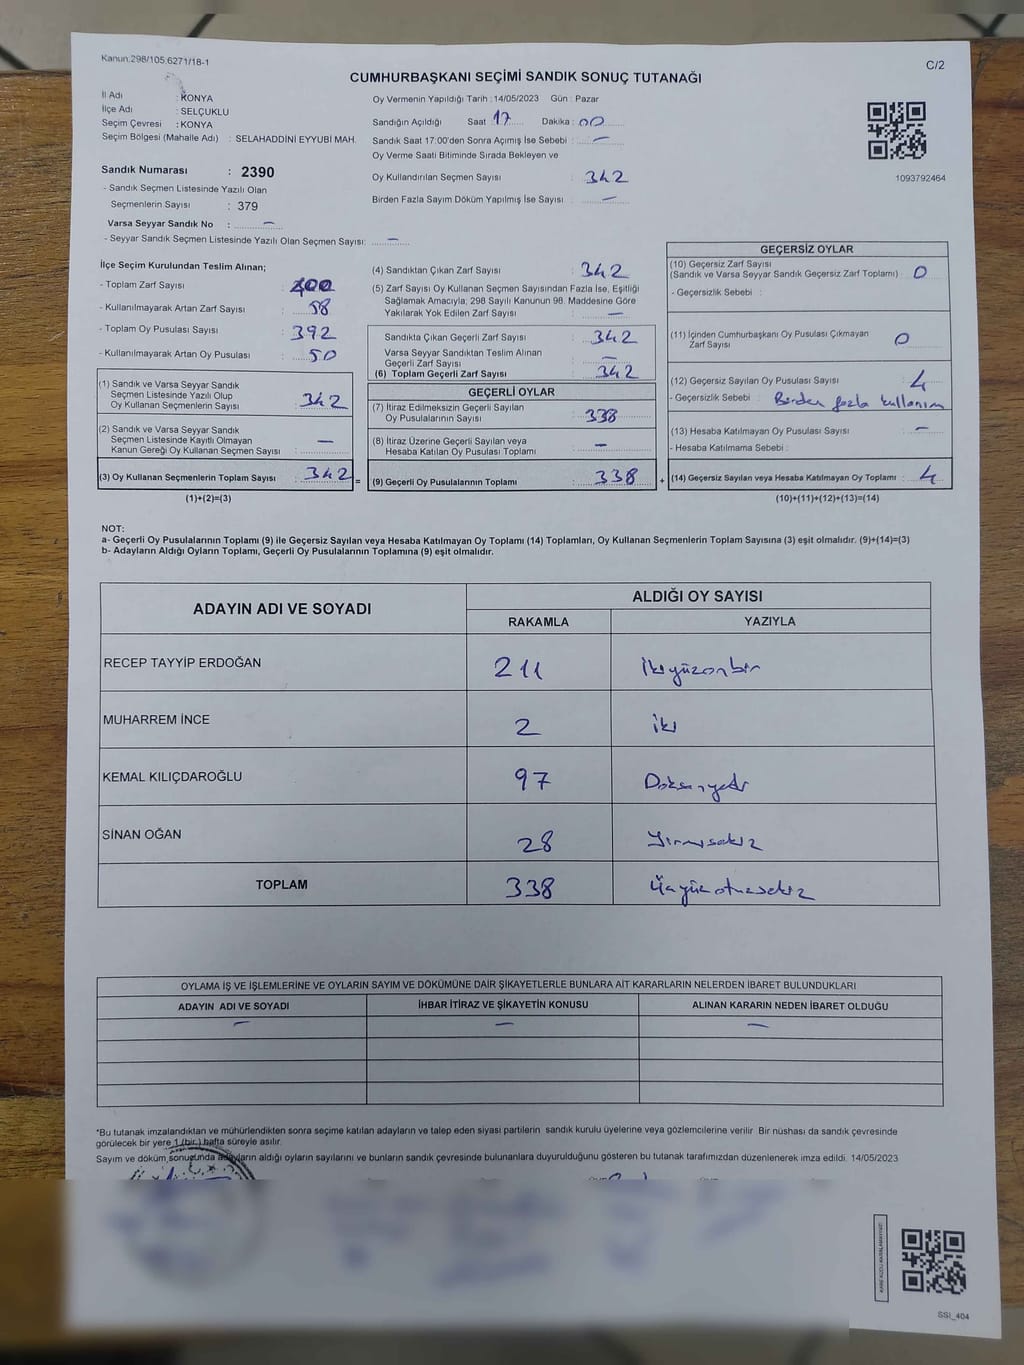 Kanun:298/105.6271/18-1
C/2
CUMHURBAŞKANI SEÇİMİ SANDIK SONUÇ TUTANAĞI
İl Adı : KONYA
İlçe Adı : SELÇUKLU
Seçim Çevresi : KONYA
Seçim Bölgesi (Mahalle Adı) : SELAHADDİNİ EYYUBİ MAH.
Sandık Numarası : 2390
- Sandık Seçmen Listesinde Yazılı Olan
Seçmenlerin Sayısı : 379
Varsa Seyyar Sandık No : —
- Seyyar Sandık Seçmen Listesinde Yazılı Olan Seçmen Sayısı: —
Oy Vermenin Yapıldığı Tarih : 14/05/2023 Gün : Pazar
Sandığın Açıldığı Saat 17 Dakika : 00
Sandık Saat 17:00'den Sonra Açımış İse Sebebi : —
Oy Verme Saati Bitiminde Sırada Bekleyen ve
Oy Kullandırılan Seçmen Sayısı : 342
Birden Fazla Sayım Döküm Yapılmış İse Sayısı : —
1093792464
İlçe Seçim Kurulundan Teslim Alınan;
- Toplam Zarf Sayısı : 400
- Kullanılmayarak Artan Zarf Sayısı : 58
- Toplam Oy Pusulası Sayısı : 392
- Kullanılmayarak Artan Oy Pusulası : 50
(1) Sandık ve Varsa Seyyar Sandık
Seçmen Listesinde Yazılı Olup
Oy Kullanan Seçmenlerin Sayısı : 342
(2) Sandık ve Varsa Seyyar Sandık
Seçmen Listesinde Kayıtlı Olmayan
Kanun Gereği Oy Kullanan Seçmen Sayısı : —
(3) Oy Kullanan Seçmenlerin Toplam Sayısı : 342 =
(1)+(2)=(3)
(4) Sandıktan Çıkan Zarf Sayısı : 342
(5) Zarf Sayısı Oy Kullanan Seçmen Sayısından Fazla İse, Eşitliği
Sağlamak Amacıyla; 298 Sayılı Kanunun 98. Maddesine Göre
Yakılarak Yok Edilen Zarf Sayısı : —
Sandıkta Çıkan Geçerli Zarf Sayısı : 342
Varsa Seyyar Sandıktan Teslim Alınan
Geçerli Zarf Sayısı : —
(6) Toplam Geçerli Zarf Sayısı : 342
GEÇERLİ OYLAR
(7) İtiraz Edilmeksizin Geçerli Sayılan
Oy Pusulalarının Sayısı : 338
(8) İtiraz Üzerine Geçerli Sayılan veya
Hesaba Katılan Oy Pusulası Toplamı : —
(9) Geçerli Oy Pusulalarının Toplamı : 338 +
GEÇERSİZ OYLAR
(10) Geçersiz Zarf Sayısı
(Sandık ve Varsa Seyyar Sandık Geçersiz Zarf Toplamı) : 0
- Geçersizlik Sebebi :
(11) İçinden Cumhurbaşkanı Oy Pusulası Çıkmayan
Zarf Sayısı : 0
(12) Geçersiz Sayılan Oy Pusulası Sayısı : 4
- Geçersizlik Sebebi : Birden fazla kullanım
(13) Hesaba Katılmayan Oy Pusulası Sayısı : —
- Hesaba Katılmama Sebebi :
(14) Geçersiz Sayılan veya Hesaba Katılmayan Oy Toplamı : 4
(10)+(11)+(12)+(13)=(14)
NOT:
a- Geçerli Oy Pusulalarının Toplamı (9) ile Geçersiz Sayılan veya Hesaba Katılmayan Oy Toplamı (14) Toplamları, Oy Kullanan Seçmenlerin Toplam Sayısına (3) eşit olmalıdır. (9)+(14)=(3)
b- Adayların Aldığı Oyların Toplamı, Geçerli Oy Pusulalarının Toplamına (9) eşit olmalıdır.
ADAYIN ADI VE SOYADI
ALDIĞI OY SAYISI
RAKAMLA YAZIYLA
RECEP TAYYİP ERDOĞAN 211 İkiyüzonbir
MUHARREM İNCE 2 iki
KEMAL KILIÇDAROĞLU 97 Doksanyedi
SİNAN OĞAN 28 Yirmisekiz
TOPLAM 338 Üçyüzotuzsekiz
OYLAMA İŞ VE İŞLEMLERİNE VE OYLARIN SAYIM VE DÖKÜMÜNE DAİR ŞİKAYETLERLE BUNLARA AİT KARARLARIN NELERDEN İBARET BULUNDUKLARI
ADAYIN ADI VE SOYADI İHBAR İTİRAZ VE ŞİKAYETİN KONUSU ALINAN KARARIN NEDEN İBARET OLDUĞU
— — —
*Bu tutanak imzalandıktan ve mühürlendikten sonra seçime katılan adayların ve talep eden siyasi partilerin sandık kurulu üyelerine veya gözlemcilerine verilir. Bir nüshası da sandık çevresinde
görülecek bir yere 1 (bir ) hafta süreyle asılır.
Sayım ve döküm sonucunda adayların aldığı oyların sayılarını ve bunların sandık çevresinde bulunanlara duyurulduğunu gösteren bu tutanak tarafımızdan düzenlenerek imza edildi. 14/05/2023
SSI_404